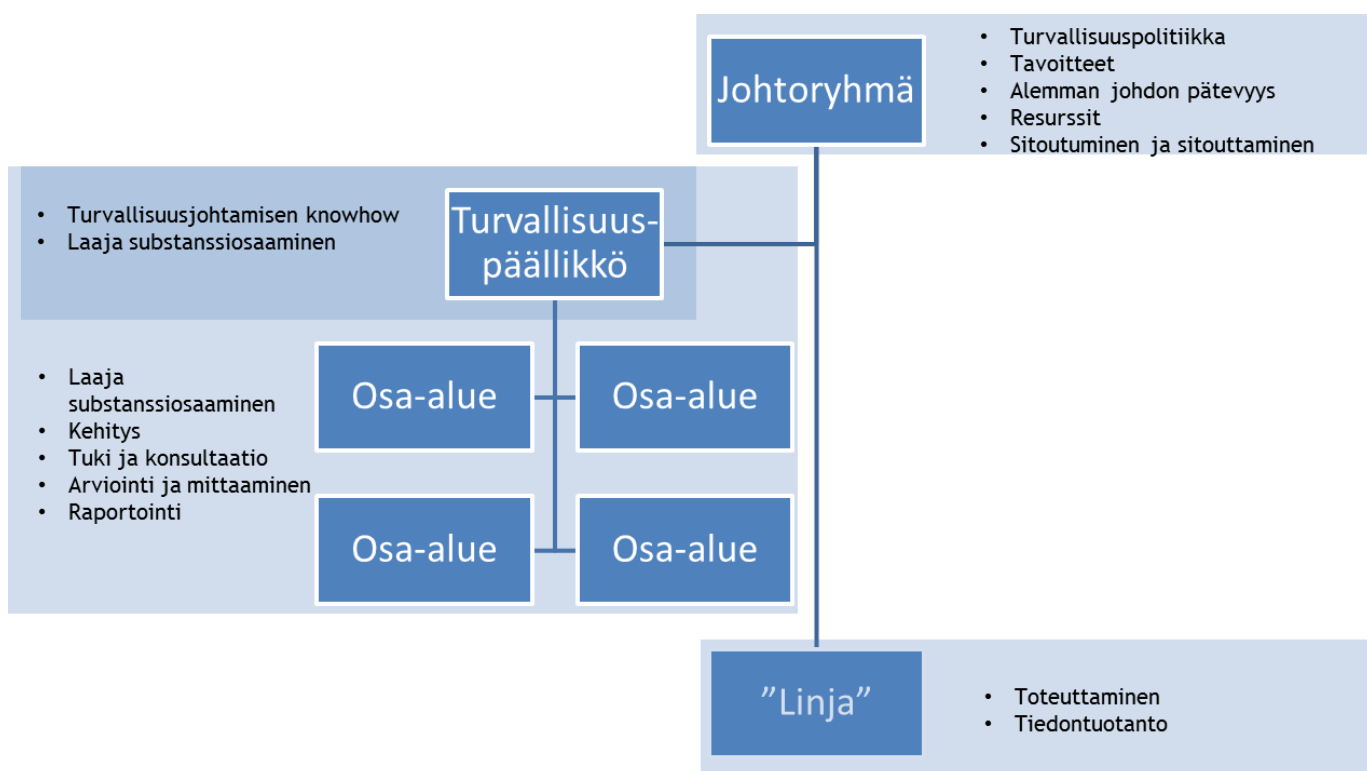 Johtoryhmä
• Turvallisuuspolitiikka
• Tavoitteet
• Alemman johdon pätevyys
• Resurssit
• Sitoutuminen ja sitouttaminen
• Turvallisuusjohtamisen knowhow
• Laaja substanssiosaaminen
Turvallisuus-
päällikkö
• Laaja
substanssiosaaminen
• Kehitys
• Tuki ja konsultaatio
• Arviointi ja mittaaminen
• Raportointi
Osa-alue
Osa-alue
Osa-alue
Osa-alue
”Linja”
• Toteuttaminen
• Tiedontuotanto